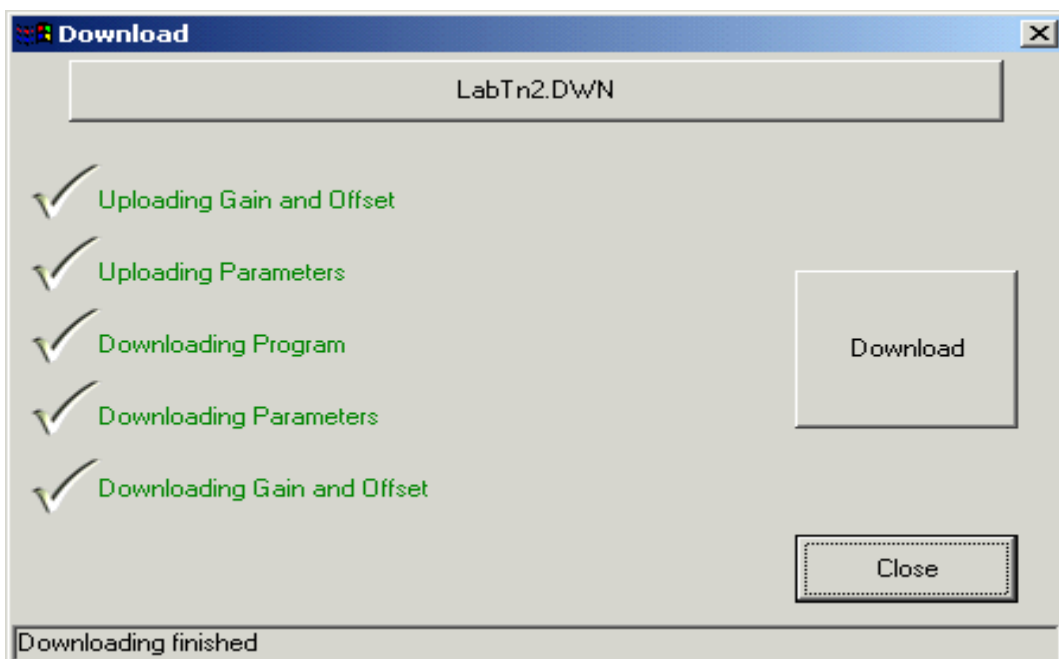 Download
LabTn2.DWN
Uploading Gain and Offset
Uploading Parameters
Downloading Program
Downloading Parameters
Downloading Gain and Offset
Download
Close
Downloading finished